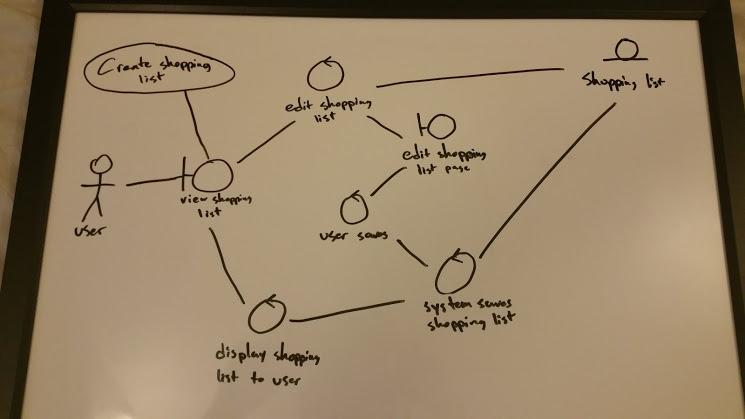 Create shopping
list
edit shopping
list
Shopping list
edit shopping
list page
view shopping
list
user
user saves
system saves
shopping list
display shopping
list to user